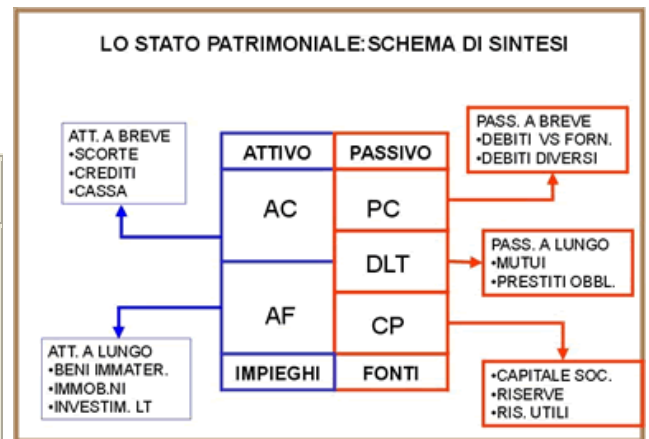 LO STATO PATRIMONIALE:SCHEMA DI SINTESI
ATT. A BREVE
•SCORTE
•CREDITI
•CASSA
ATTIVO
PASSIVO
PASS. A BREVE
•DEBITI VS FORN.
•DEBITI DIVERSI
AC
PC
DLT
PASS. A LUNGO
•MUTUI
•PRESTITI OBBL.
AF
CP
ATT. A LUNGO
•BENI IMMATER.
•IMMOB.NI
•INVESTIM. LT
IMPIEGHI
FONTI
•CAPITALE SOC.
•RISERVE
•RIS. UTILI